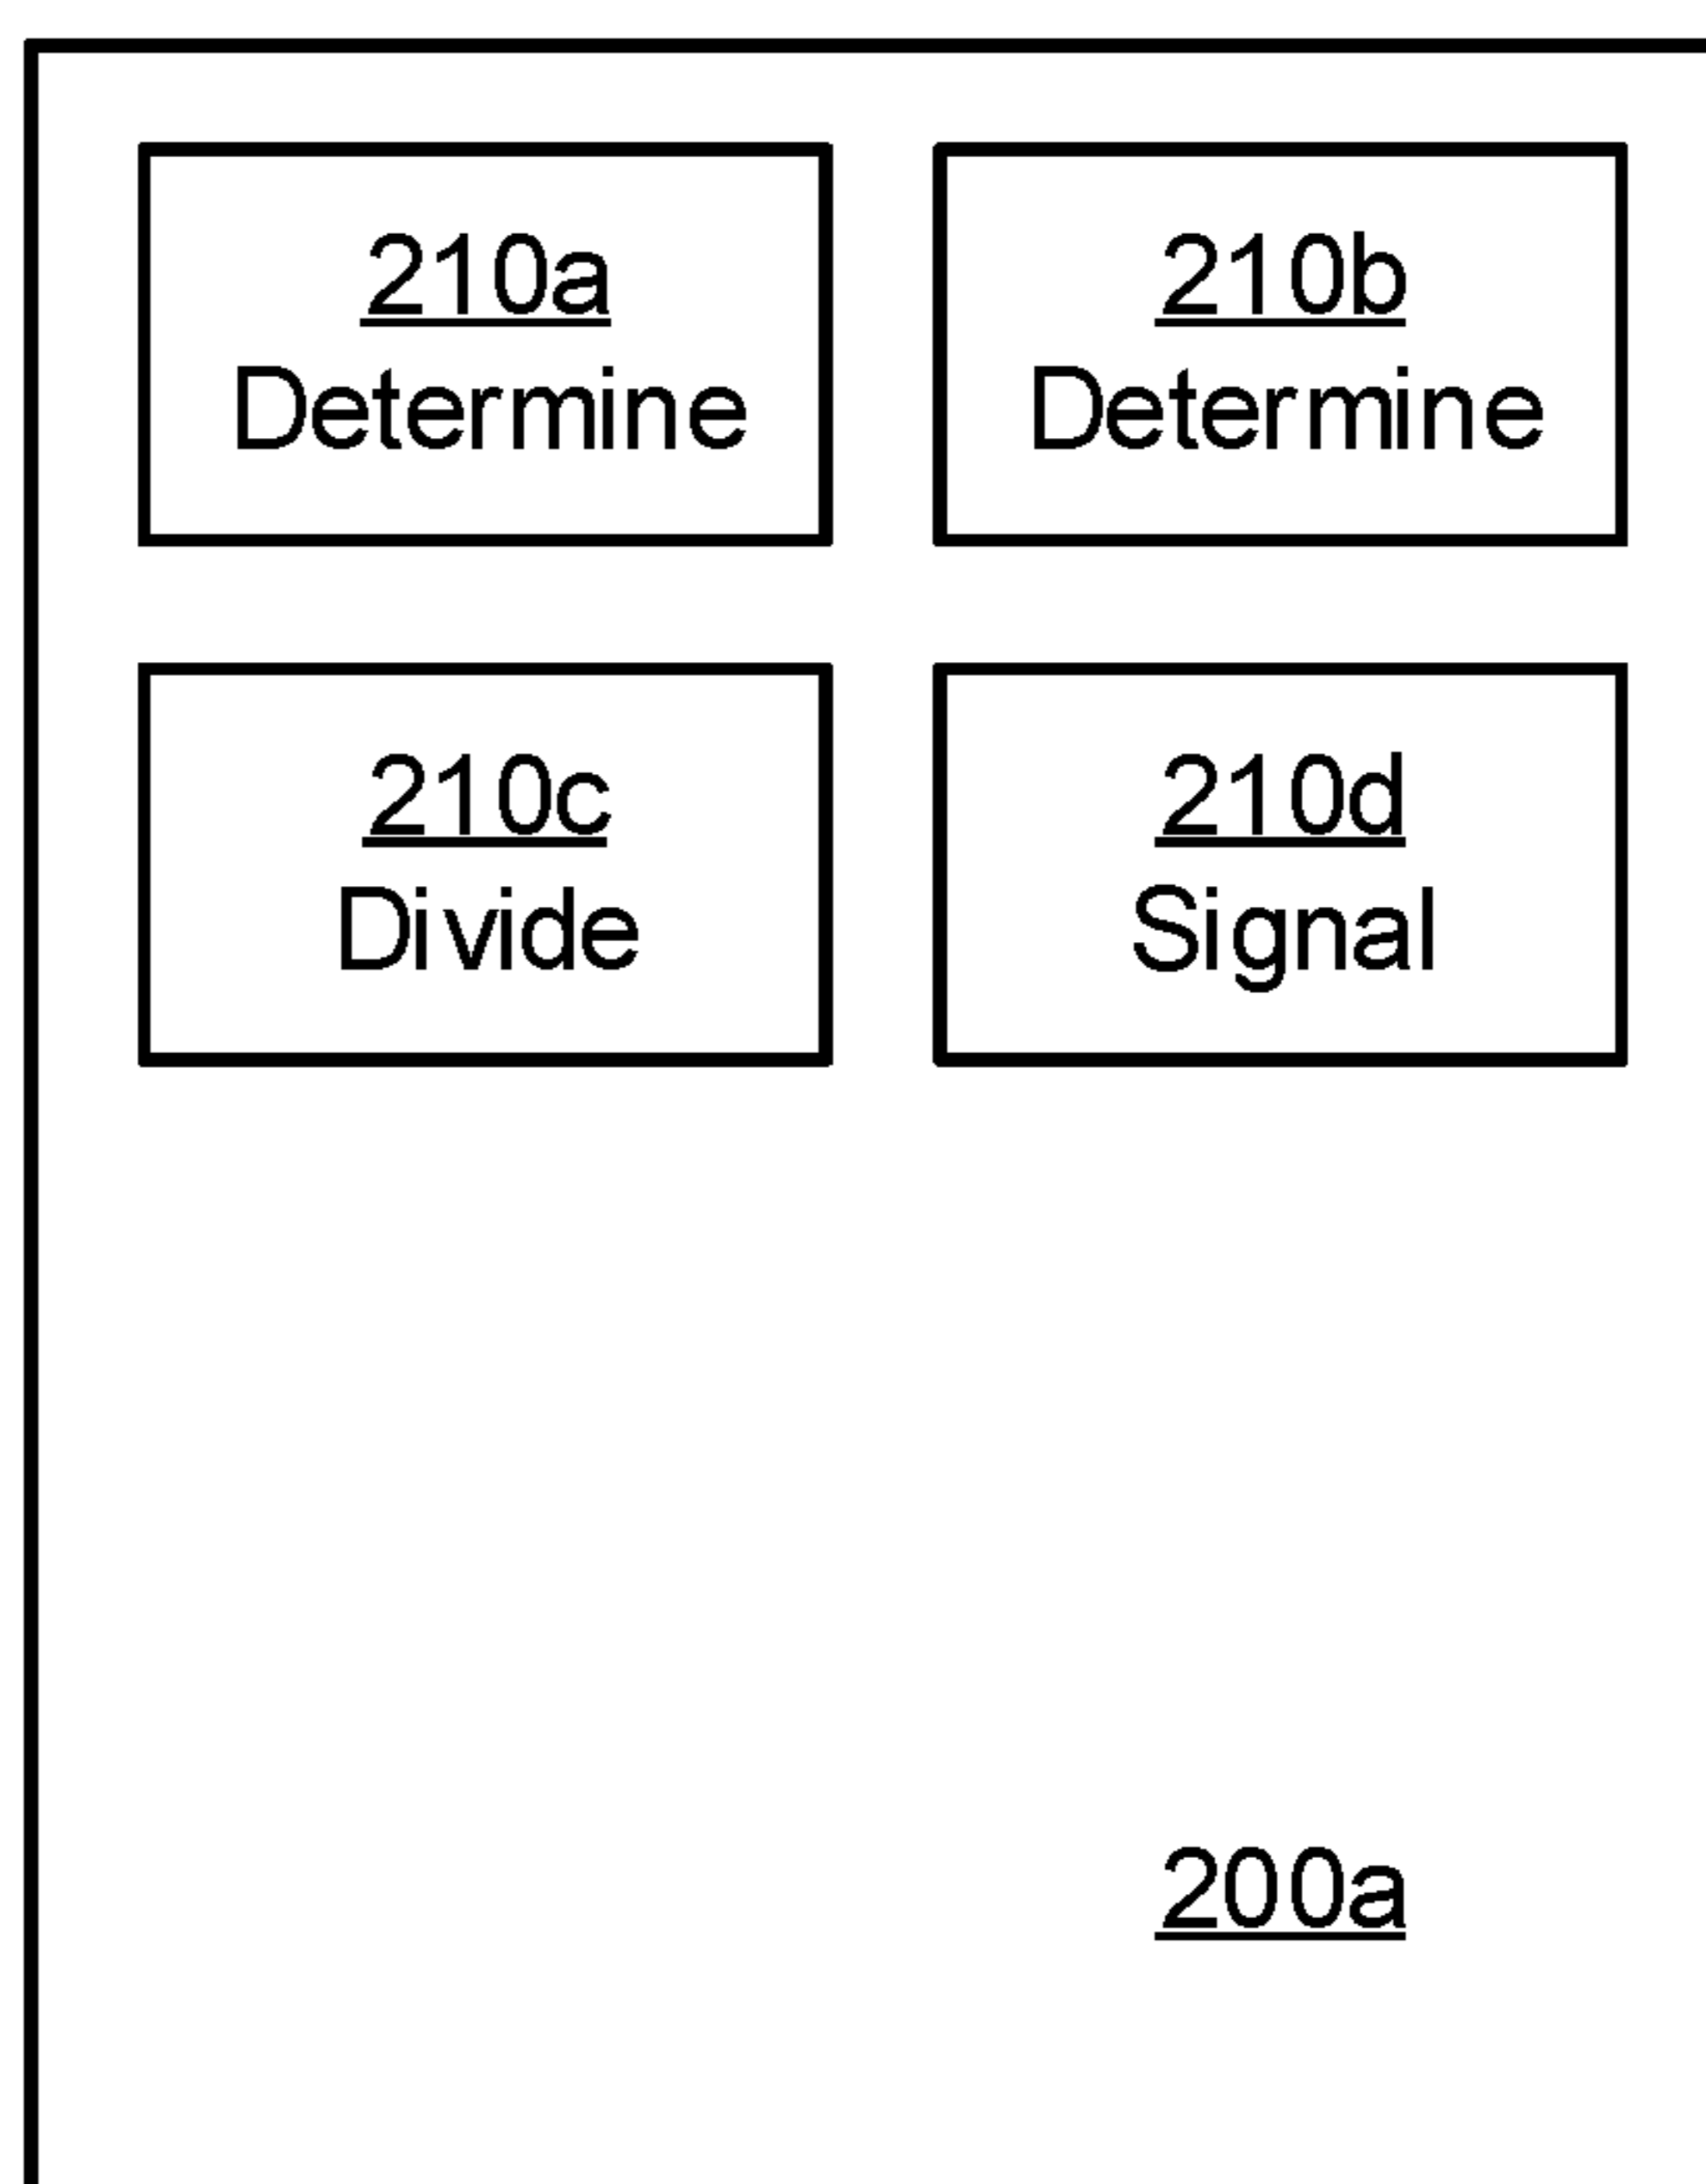 210a
Determine
210b
Determine
210c
Divide
210d
Signal
200a